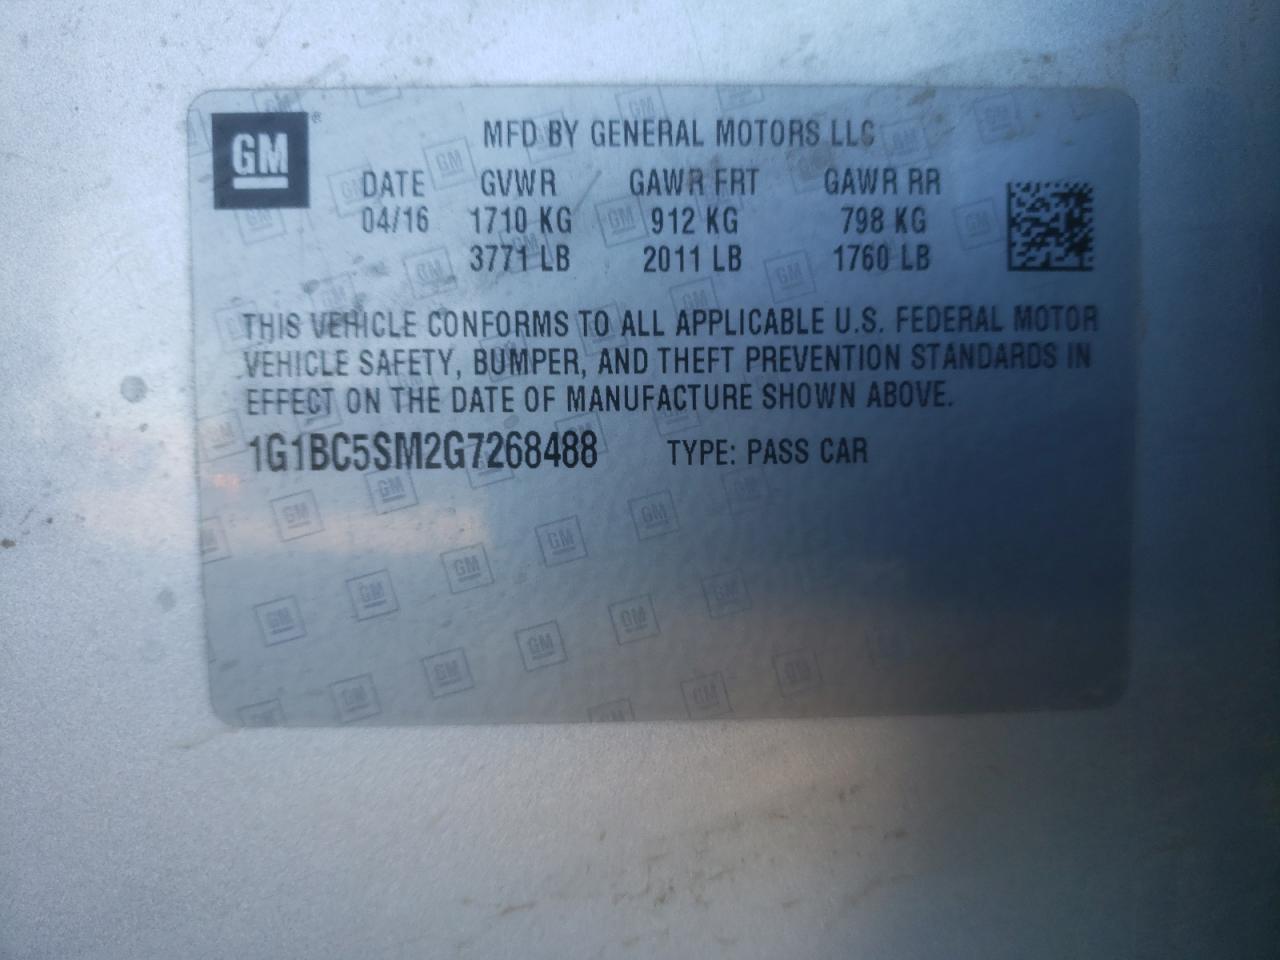 GM ®
MFD BY GENERAL MOTORS LLC
DATE GVWR GAWR FRT GAWR RR
04/16 1710 KG 912 KG 798 KG
3771 LB 2011 LB 1760 LB
THIS VEHICLE CONFORMS TO ALL APPLICABLE U.S. FEDERAL MOTOR
VEHICLE SAFETY, BUMPER, AND THEFT PREVENTION STANDARDS IN
EFFECT ON THE DATE OF MANUFACTURE SHOWN ABOVE.
1G1BC5SM2G7268488 TYPE: PASS CAR